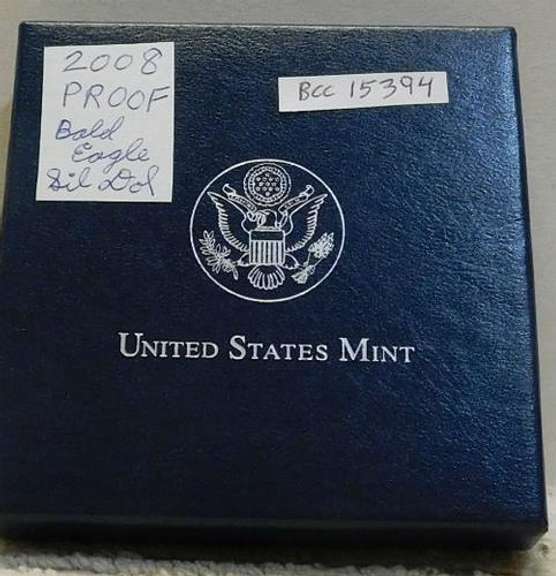 2008
PROOF
Bald
Eagle
Sil Dol
BCC 15394
UNITED STATES MINT